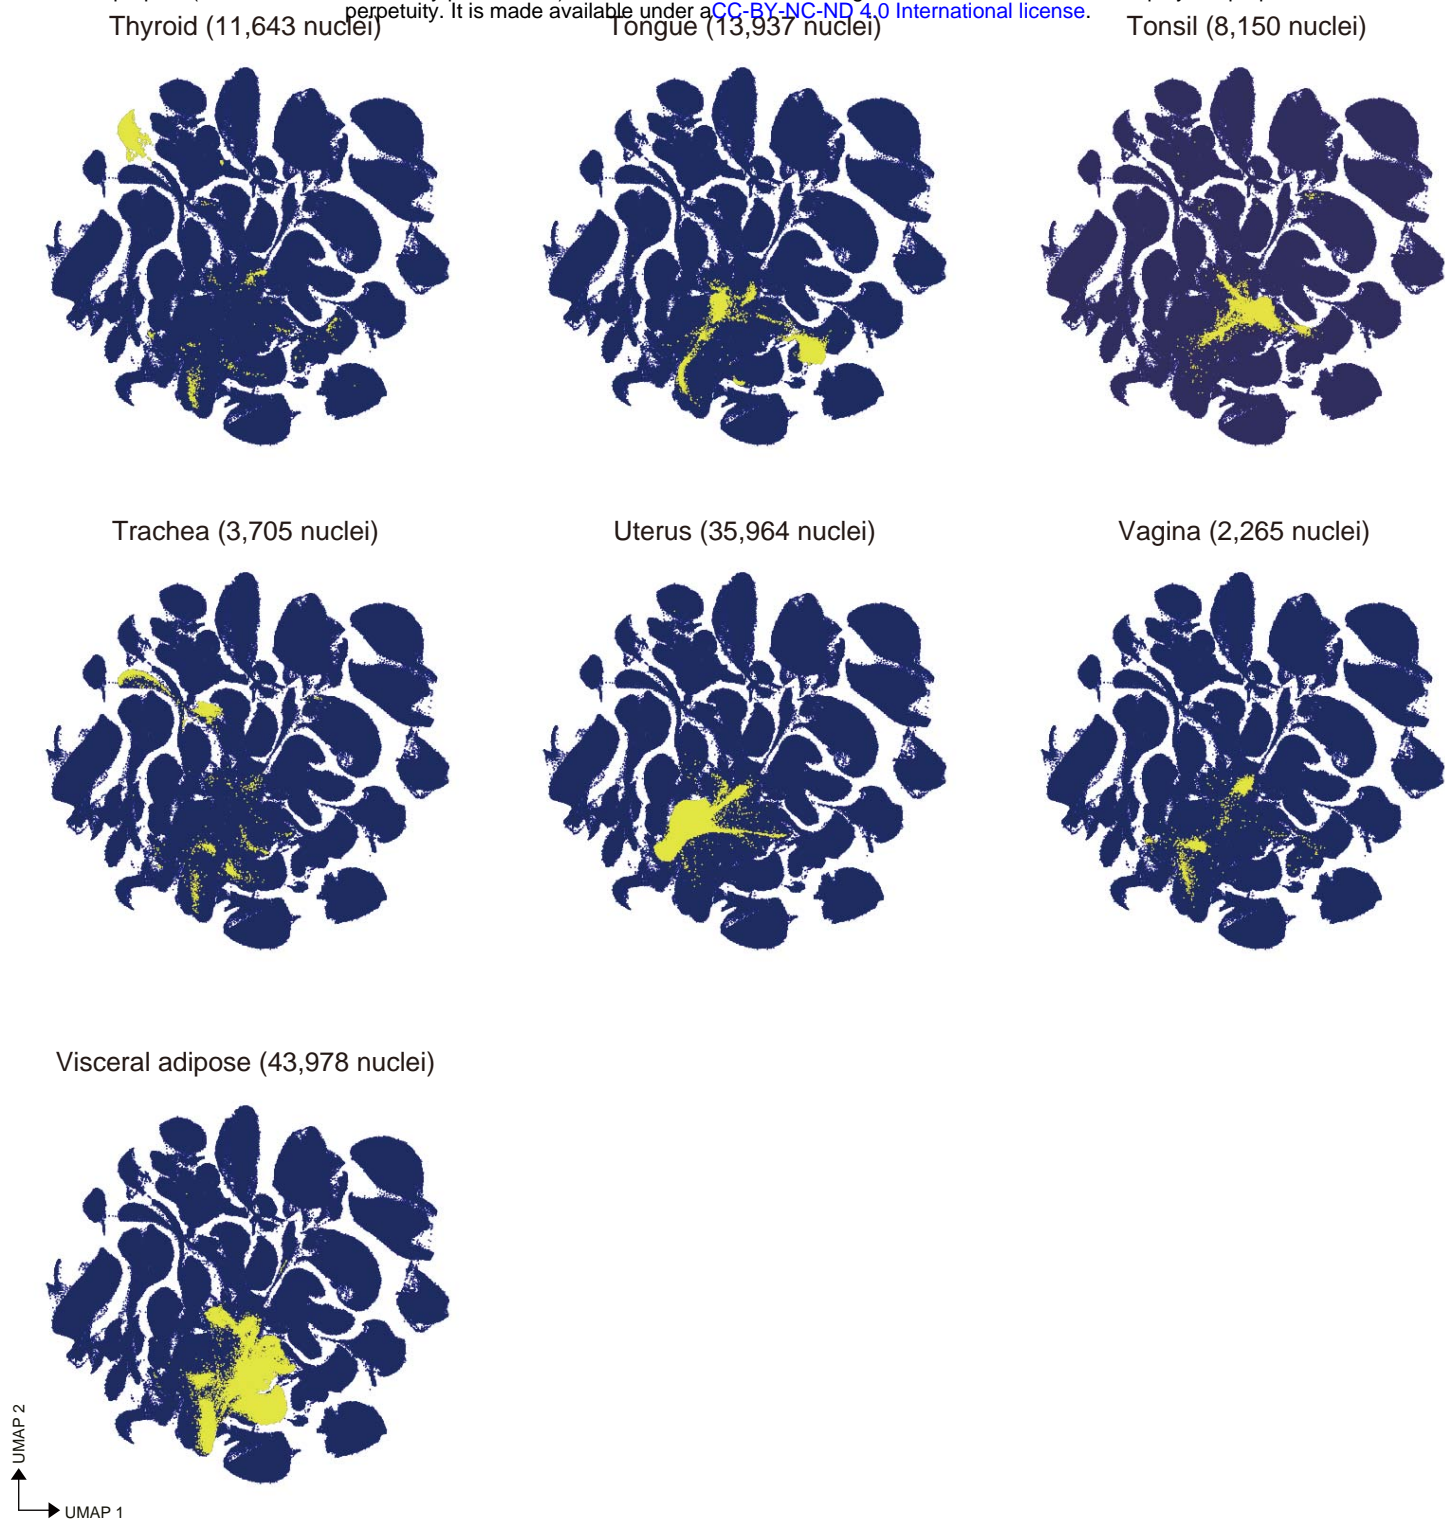 perpetuity. It is made available under aCC-BY-NC-ND 4.0 International license.
Thyroid (11,643 nuclei)
Tongue (13,937 nuclei)
Tonsil (8,150 nuclei)
Trachea (3,705 nuclei)
Uterus (35,964 nuclei)
Vagina (2,265 nuclei)
Visceral adipose (43,978 nuclei)
UMAP 2
UMAP 1